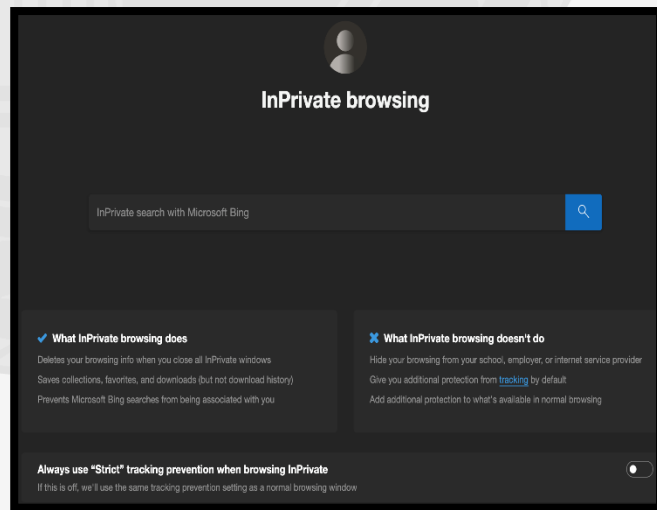 InPrivate browsing
InPrivate search with Microsoft Bing
What InPrivate browsing does
Deletes your browsing info when you close all InPrivate windows
Saves collections, favorites, and downloads (but not download history)
Prevents Microsoft Bing searches from being associated with you
What InPrivate browsing doesn't do
Hide your browsing from your school, employer, or internet service provider
Give you additional protection from tracking by default
Add additional protection to what's available in normal browsing
Always use “Strict” tracking prevention when browsing InPrivate
If this is off, we'll use the same tracking prevention setting as a normal browsing window